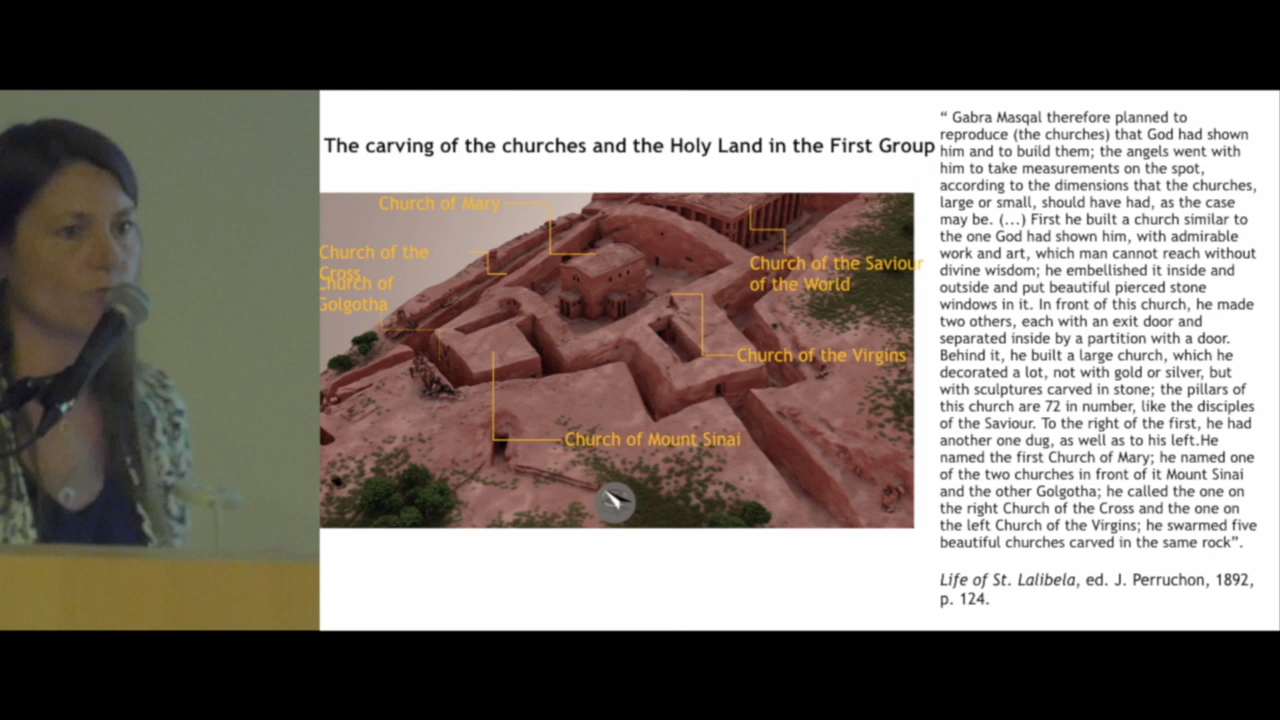 The carving of the churches and the Holy Land in the First Group
Church of Mary
Church of the
Cross
Church of
Golgotha
Church of the Saviour
of the World
Church of the Virgins
Church of Mount Sinai
“ Gabra Masqal therefore planned to
reproduce (the churches) that God had shown
him and to build them; the angels went with
him to take measurements on the spot,
according to the dimensions that the churches,
large or small, should have had, as the case
may be. (...) First he built a church similar to
the one God had shown him, with admirable
work and art, which man cannot reach without
divine wisdom; he embellished it inside and
outside and put beautiful pierced stone
windows in it. In front of this church, he made
two others, each with an exit door and
separated inside by a partition with a door.
Behind it, he built a large church, which he
decorated a lot, not with gold or silver, but
with sculptures carved in stone; the pillars of
this church are 72 in number, like the disciples
of the Saviour. To the right of the first, he had
another one dug, as well as to his left.He
named the first Church of Mary; he named one
of the two churches in front of it Mount Sinai
and the other Golgotha; he called the one on
the right Church of the Cross and the one on
the left Church of the Virgins; he swarmed five
beautiful churches carved in the same rock”.
Life of St. Lalibela, ed. J. Perruchon, 1892,
p. 124.